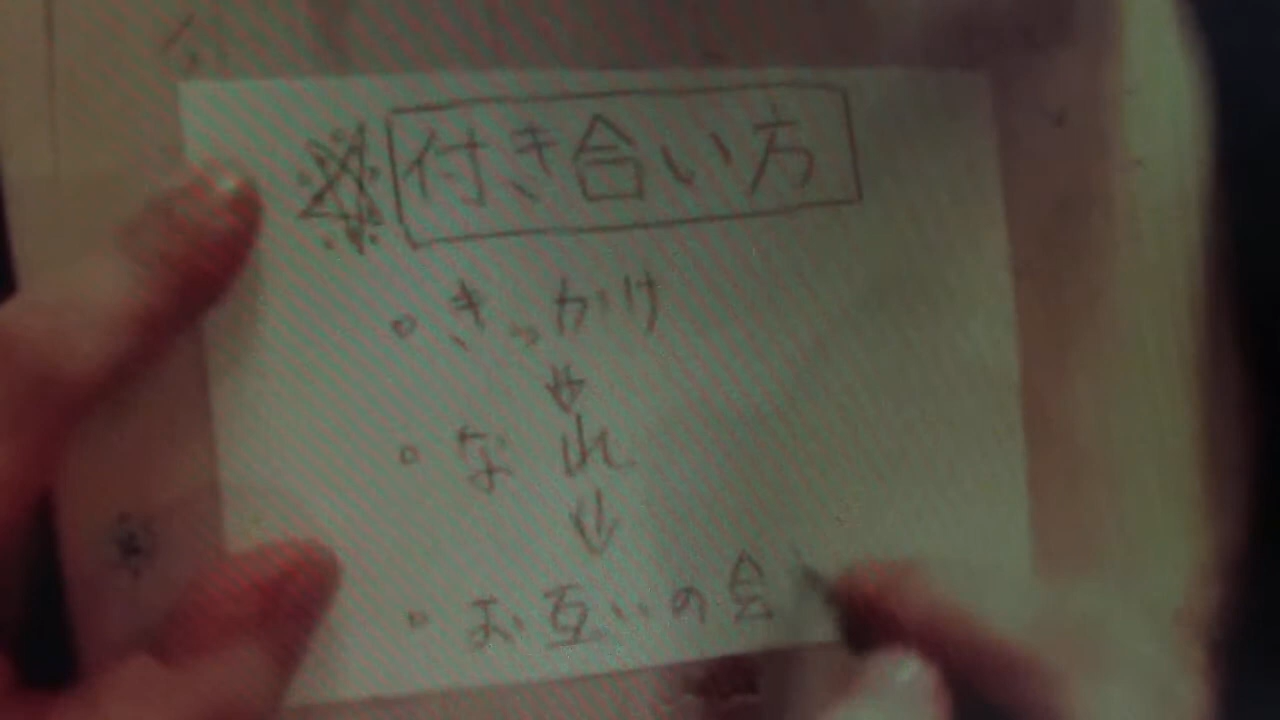 ※付き合い方
○きっかけ
↓
○なれ
↓
○お互いの会